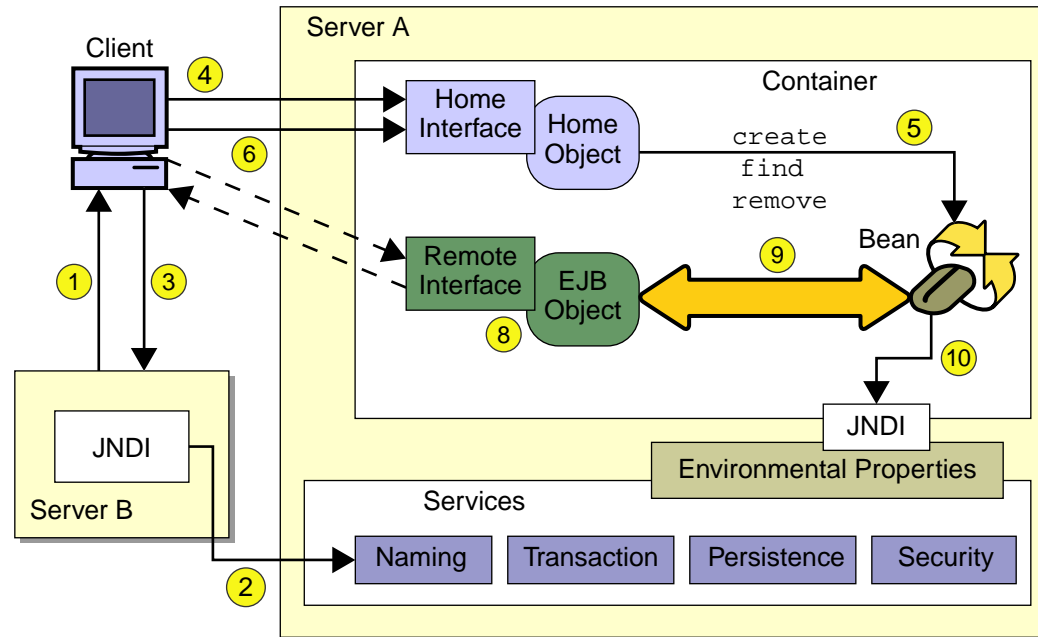 Server A
Client
Container
4
Home
Interface
Home
Object
create
find
remove
5
6
Bean
Remote
Interface
EJB
Object
9
1
3
8
10
JNDI
JNDI
Environmental Properties
Server B
Services
Naming
Transaction
Persistence
Security
2